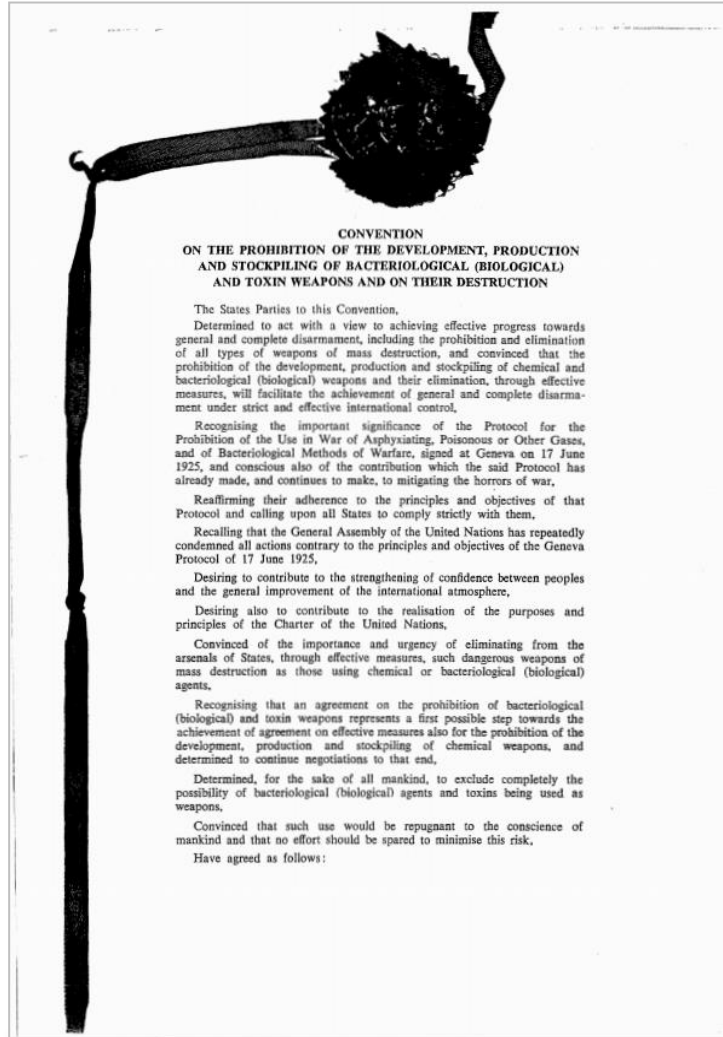 CONVENTION
ON THE PROHIBITION OF THE DEVELOPMENT, PRODUCTION
AND STOCKPILING OF BACTERIOLOGICAL (BIOLOGICAL)
AND TOXIN WEAPONS AND ON THEIR DESTRUCTION
The States Parties to this Convention,
Determined to act with a view to achieving effective progress towards
general and complete disarmament, including the prohibition and elimination
of all types of weapons of mass destruction, and convinced that the
prohibition of the development, production and stockpiling of chemical and
bacteriological (biological) weapons and their elimination, through effective
measures, will facilitate the achievement of general and complete disarma-
ment under strict and effective international control,
Recognising the important significance of the Protocol for the
Prohibition of the Use in War of Asphyxiating, Poisonous or Other Gases,
and of Bacteriological Methods of Warfare, signed at Geneva on 17 June
1925, and conscious also of the contribution which the said Protocol has
already made, and continues to make, to mitigating the horrors of war,
Reaffirming their adherence to the principles and objectives of that
Protocol and calling upon all States to comply strictly with them,
Recalling that the General Assembly of the United Nations has repeatedly
condemned all actions contrary to the principles and objectives of the Geneva
Protocol of 17 June 1925,
Desiring to contribute to the strengthening of confidence between peoples
and the general improvement of the international atmosphere,
Desiring also to contribute to the realisation of the purposes and
principles of the Charter of the United Nations,
Convinced of the importance and urgency of eliminating from the
arsenals of States, through effective measures, such dangerous weapons of
mass destruction as those using chemical or bacteriological (biological)
agents,
Recognising that an agreement on the prohibition of bacteriological
(biological) and toxin weapons represents a first possible step towards the
achievement of agreement on effective measures also for the prohibition of the
development, production and stockpiling of chemical weapons, and
determined to continue negotiations to that end,
Determined, for the sake of all mankind, to exclude completely the
possibility of bacteriological (biological) agents and toxins being used as
weapons,
Convinced that such use would be repugnant to the conscience of
mankind and that no effort should be spared to minimise this risk,
Have agreed as follows: